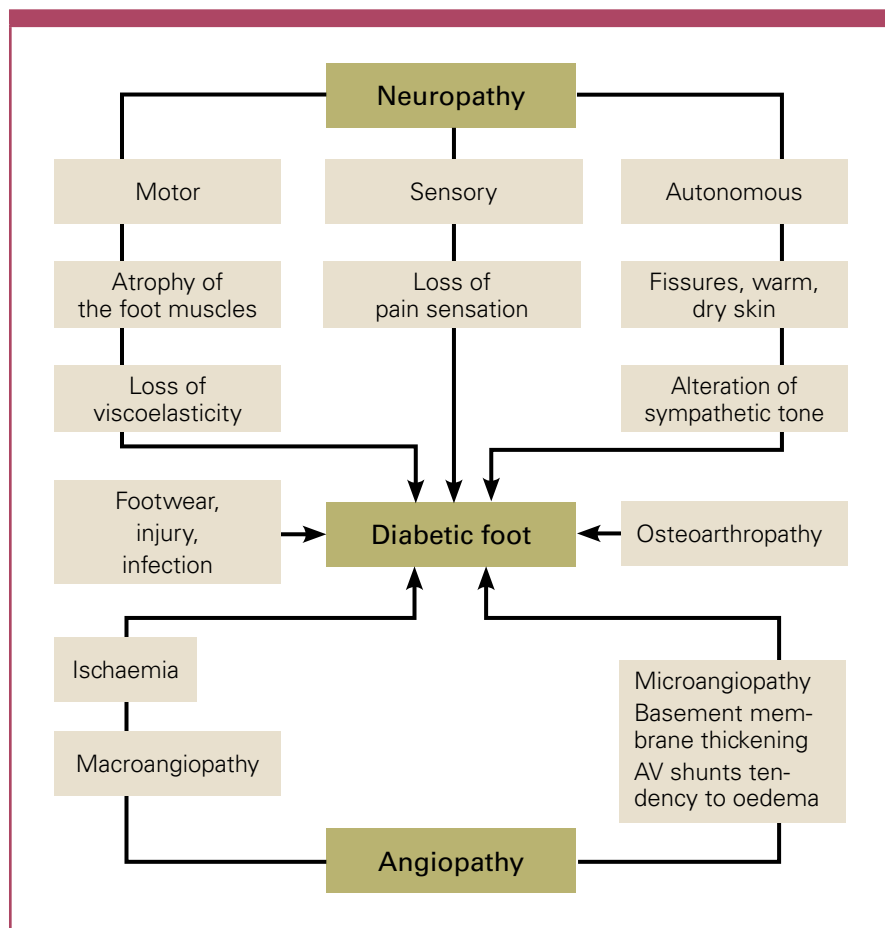 Neuropathy
Motor
Sensory
Autonomous
Atrophy of
the foot muscles
Loss of
pain sensation
Fissures, warm,
dry skin
Loss of
viscoelasticity
Alteration of
sympathetic tone
Footwear,
injury,
infection
Diabetic foot
Osteoarthropathy
Ischaemia
Macroangiopathy
Microangiopathy
Basement mem-
brane thickening
AV shunts ten-
dency to oedema
Angiopathy